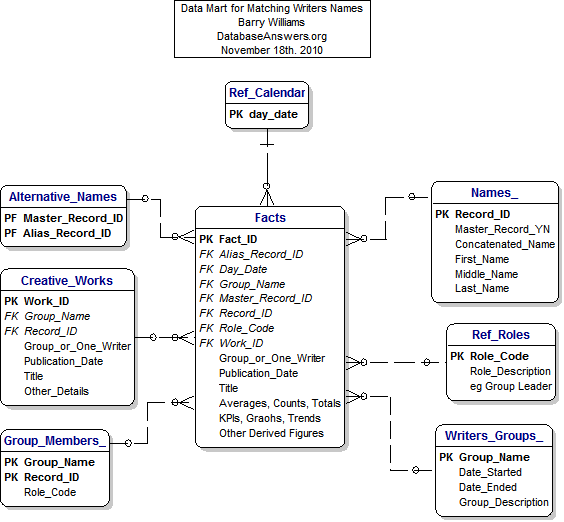 Data Mart for Matching Writers Names
Barry Williams
DatabaseAnswers.org
November 18th. 2010
Ref_Calendar
PK day_date
Alternative_Names
PF Master_Record_ID
PF Alias_Record_ID
Creative_Works
PK Work_ID
FK Group_Name
FK Record_ID
Group_or_One_Writer
Publication_Date
Title
Other_Details
Group_Members_
PK Group_Name
PK Record_ID
Role_Code
Facts
PK Fact_ID
FK Alias_Record_ID
FK Day_Date
FK Group_Name
FK Master_Record_ID
FK Record_ID
FK Role_Code
FK Work_ID
Group_or_One_Writer
Publication_Date
Title
Averages, Counts, Totals
KPIs, Graohs, Trends
Other Derived Figures
Names_
PK Record_ID
Master_Record_YN
Concatenated_Name
First_Name
Middle_Name
Last_Name
Ref_Roles
PK Role_Code
Role_Description
eg Group Leader
Writers_Groups_
PK Group_Name
Date_Started
Date_Ended
Group_Description